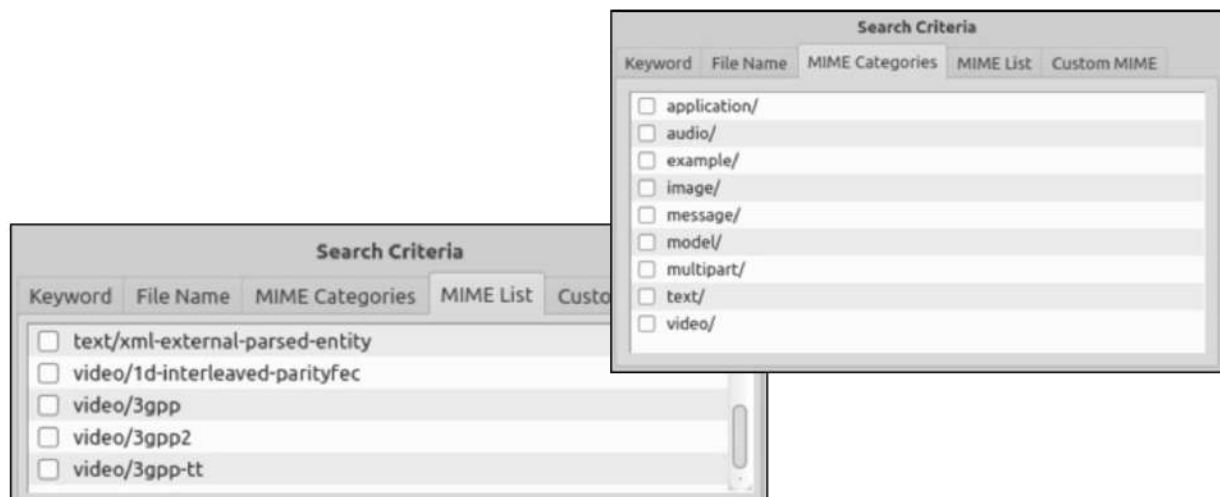 Search Criteria
Keyword File Name MIME Categories MIME List Custom MIME
application/
audio/
example/
image/
message/
model/
multipart/
text/
video/
Search Criteria
Keyword File Name MIME Categories MIME List Custo
text/xml-external-parsed-entity
video/1d-interleaved-parityfec
video/3gpp
video/3gpp2
video/3gpp-tt